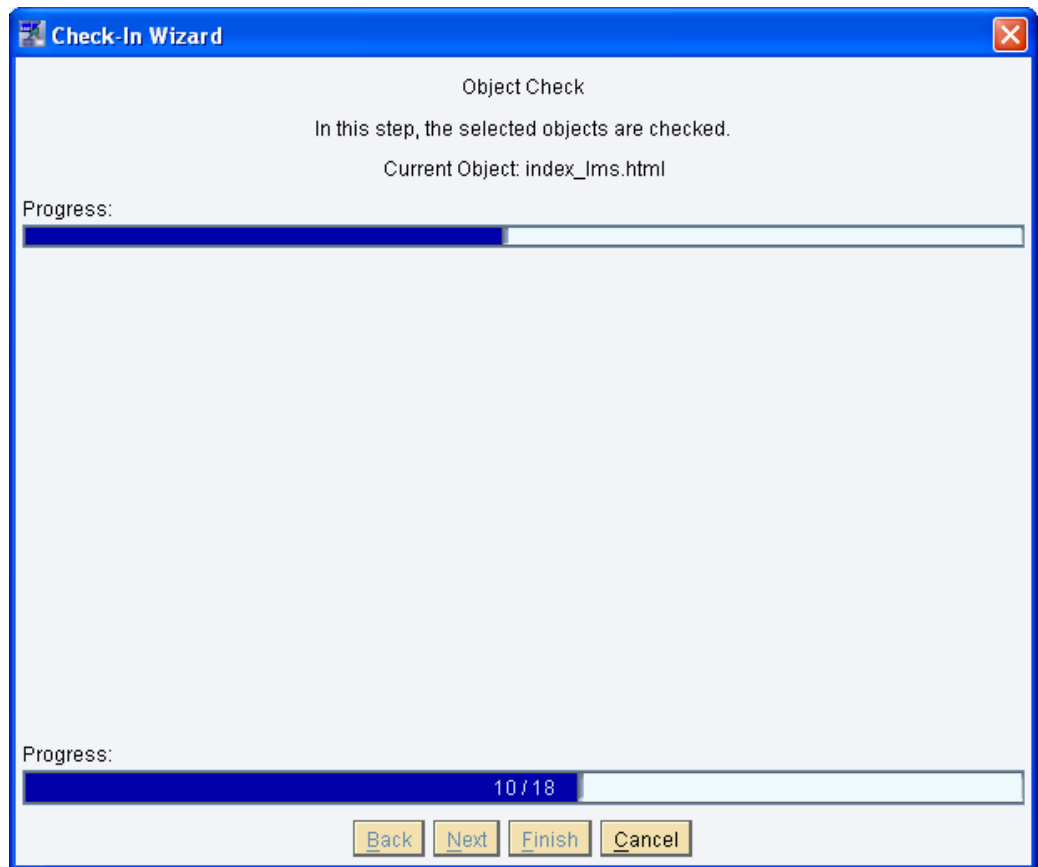 Check-In Wizard
Object Check
In this step, the selected objects are checked.
Current Object: index_lms.html
Progress:
Progress:
10 / 18
Back Next Finish Cancel